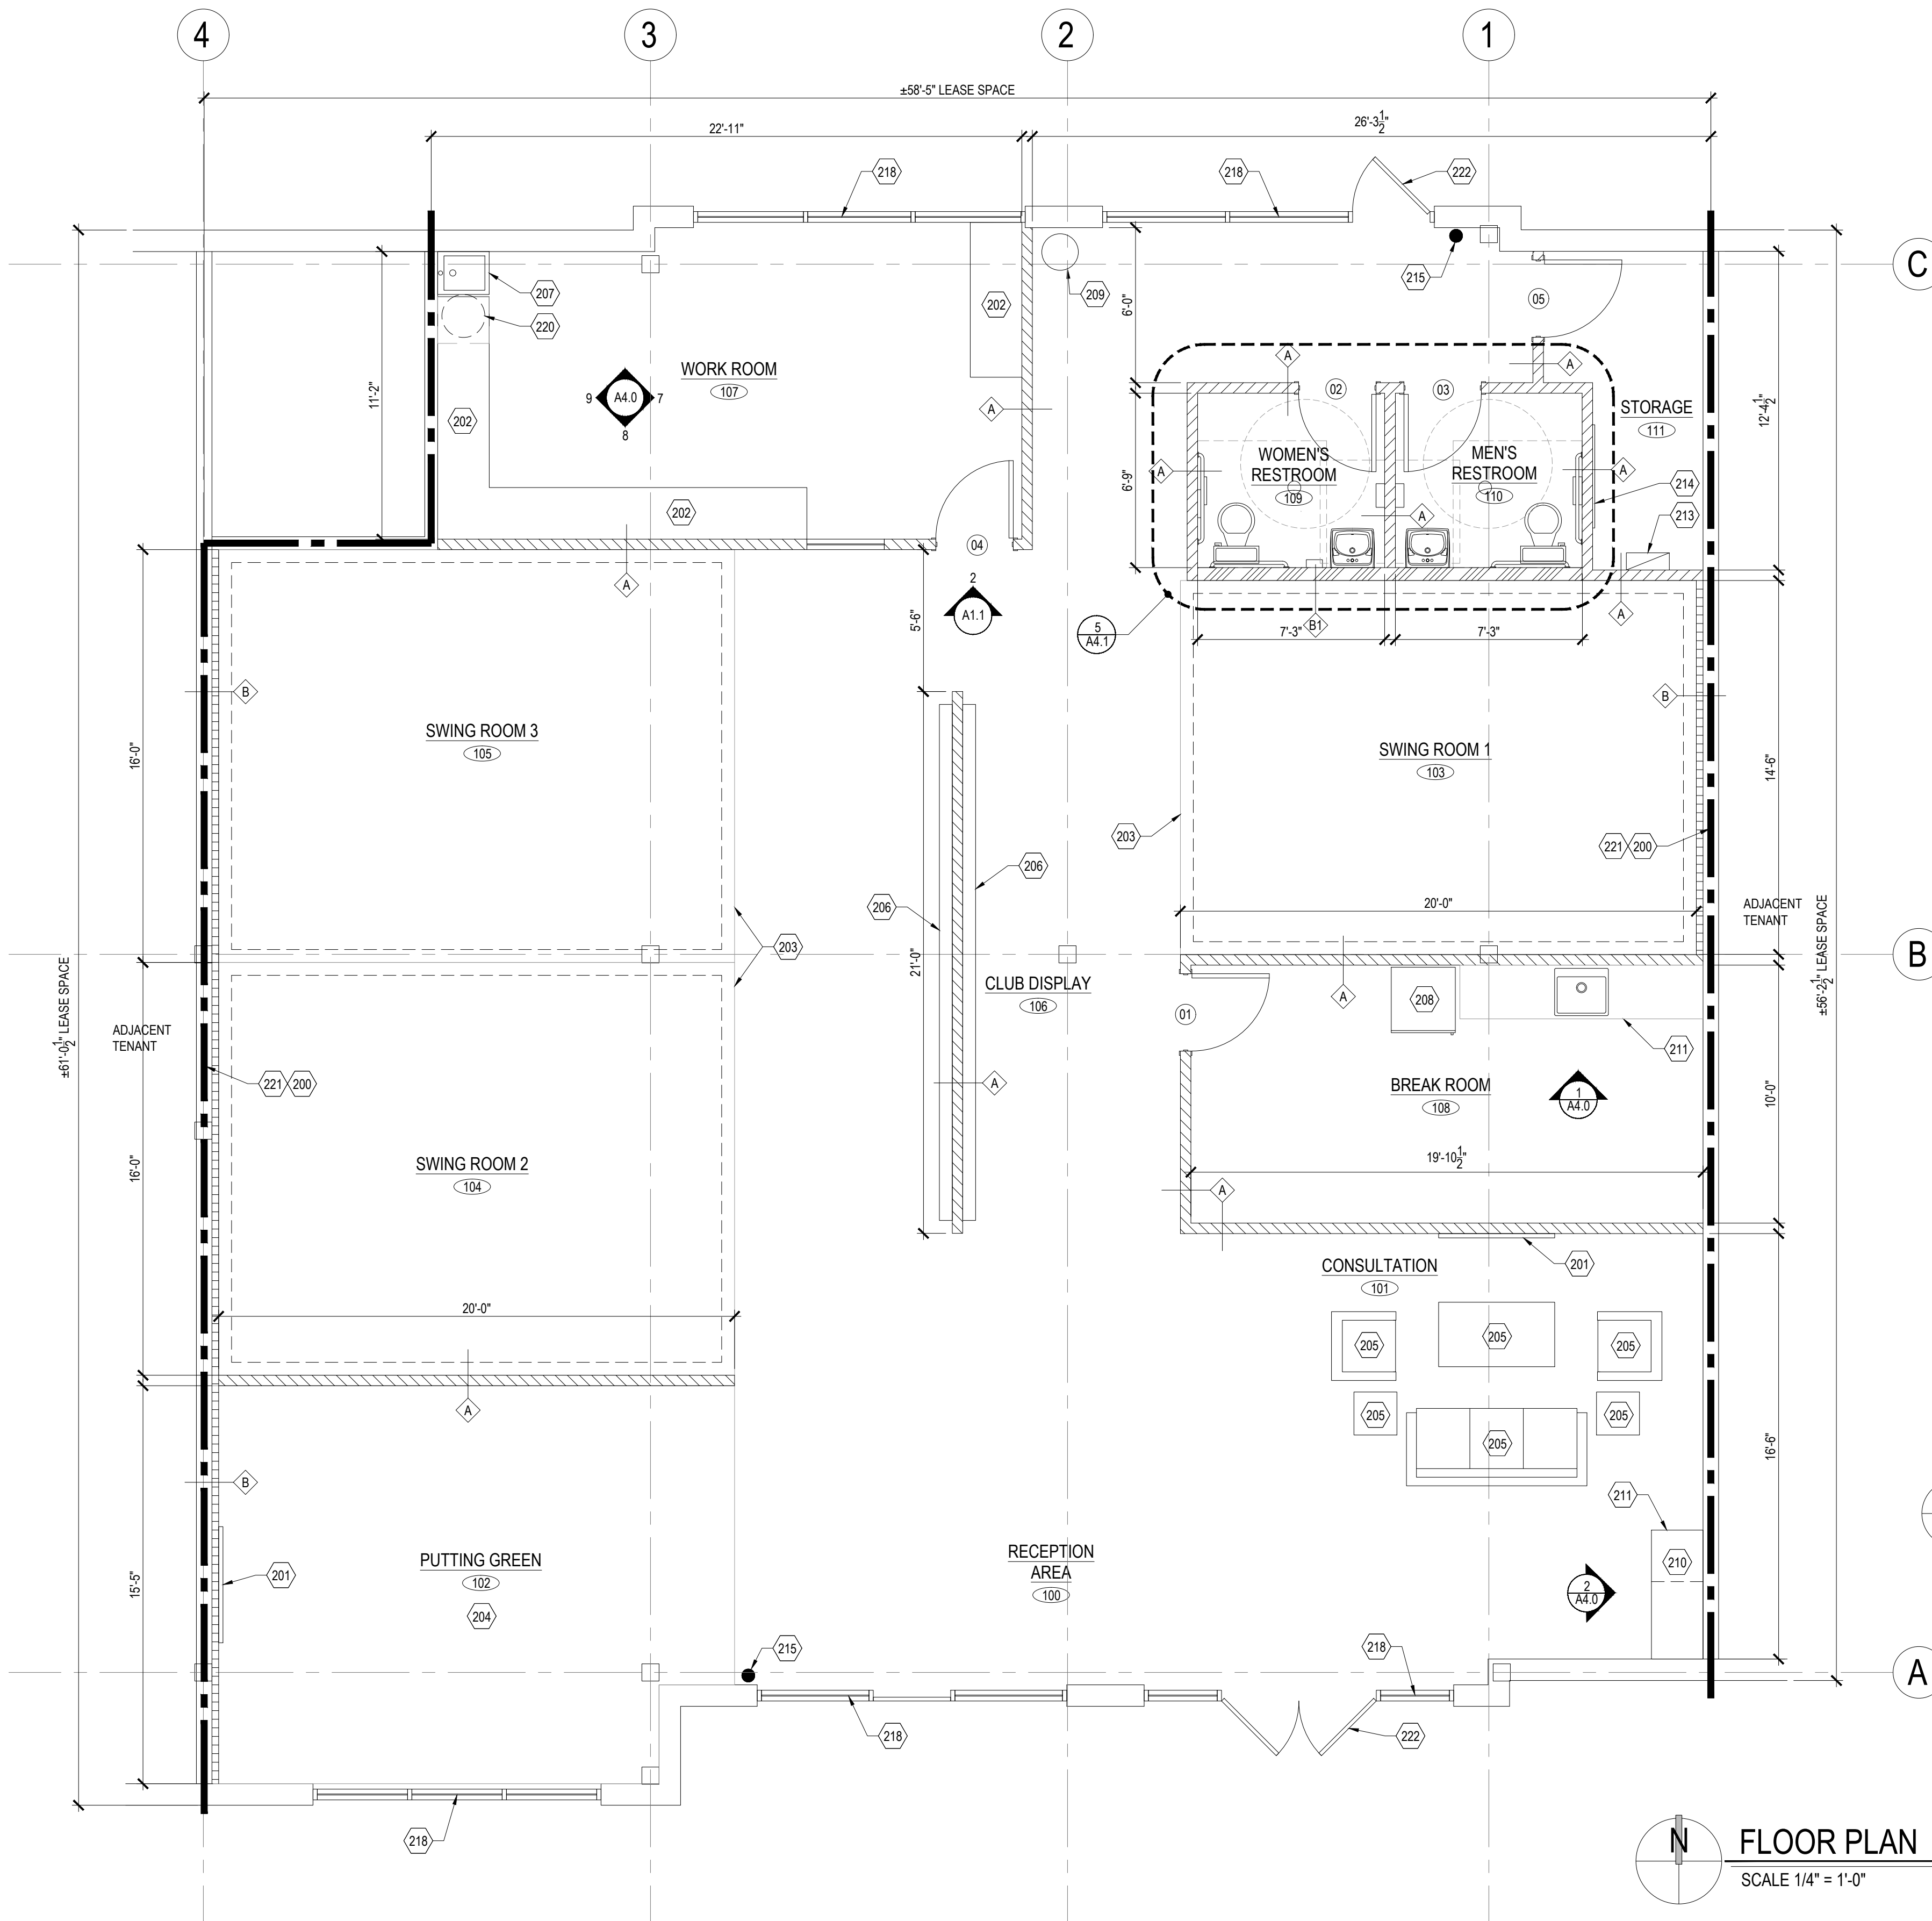 4
3
2
1
±58'-5" LEASE SPACE
22'-11"
26'-3 1/2"
218
218
222
C
215
207
220
202
209
6'-0"
05
11'-2"
WORK ROOM
107
9
A4.0
7
8
A
A
A
02
03
STORAGE
111
12'-4 1/2"
202
WOMEN'S
RESTROOM
109
MEN'S
RESTROOM
110
A
A
6'-9"
214
213
202
A
04
A
2
A1.1
5'-6"
5
A4.1
7'-3"
B1
7'-3"
A
B
B
SWING ROOM 3
105
SWING ROOM 1
103
16'-0"
14'-6"
203
206
206
221
200
20'-0"
ADJACENT
TENANT
±56'-2 1/2" LEASE SPACE
203
B
21'-0"
CLUB DISPLAY
106
A
208
01
211
±61'-0 1/2" LEASE SPACE
ADJACENT
TENANT
221
200
A
BREAK ROOM
108
1
A4.0
10'-0"
SWING ROOM 2
104
16'-0"
19'-10 1/2"
A
CONSULTATION
101
201
20'-0"
205
205
205
A
205
205
205
16'-6"
B
211
PUTTING GREEN
102
204
201
15'-5"
RECEPTION
AREA
100
210
2
A4.0
215
218
A
218
222
218
N
FLOOR PLAN
SCALE 1/4" = 1'-0"